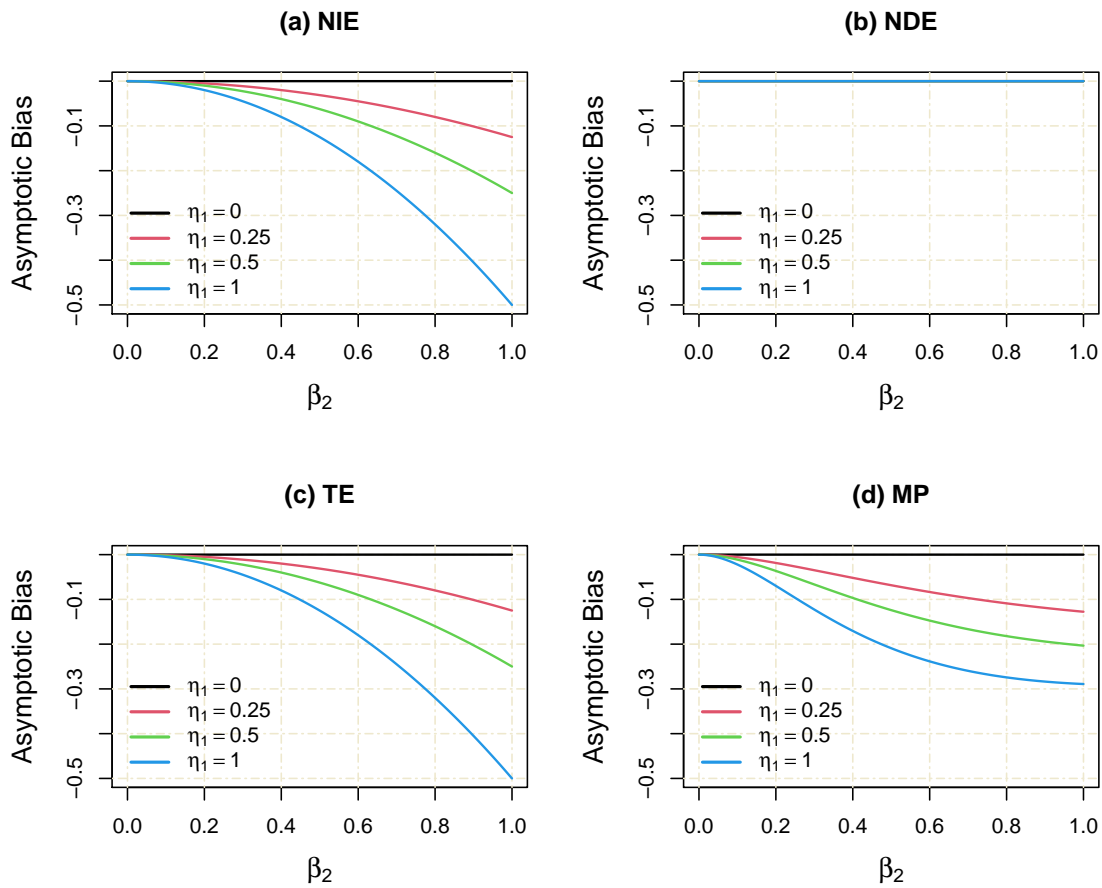 (a) NIE
Asymptotic Bias
−0.5
−0.3
−0.1
η₁ = 0
η₁ = 0.25
η₁ = 0.5
η₁ = 1
0.0 0.2 0.4 0.6 0.8 1.0
β₂
(b) NDE
Asymptotic Bias
−0.5
−0.3
−0.1
η₁ = 0
η₁ = 0.25
η₁ = 0.5
η₁ = 1
0.0 0.2 0.4 0.6 0.8 1.0
β₂
(c) TE
Asymptotic Bias
−0.5
−0.3
−0.1
η₁ = 0
η₁ = 0.25
η₁ = 0.5
η₁ = 1
0.0 0.2 0.4 0.6 0.8 1.0
β₂
(d) MP
Asymptotic Bias
−0.5
−0.3
−0.1
η₁ = 0
η₁ = 0.25
η₁ = 0.5
η₁ = 1
0.0 0.2 0.4 0.6 0.8 1.0
β₂